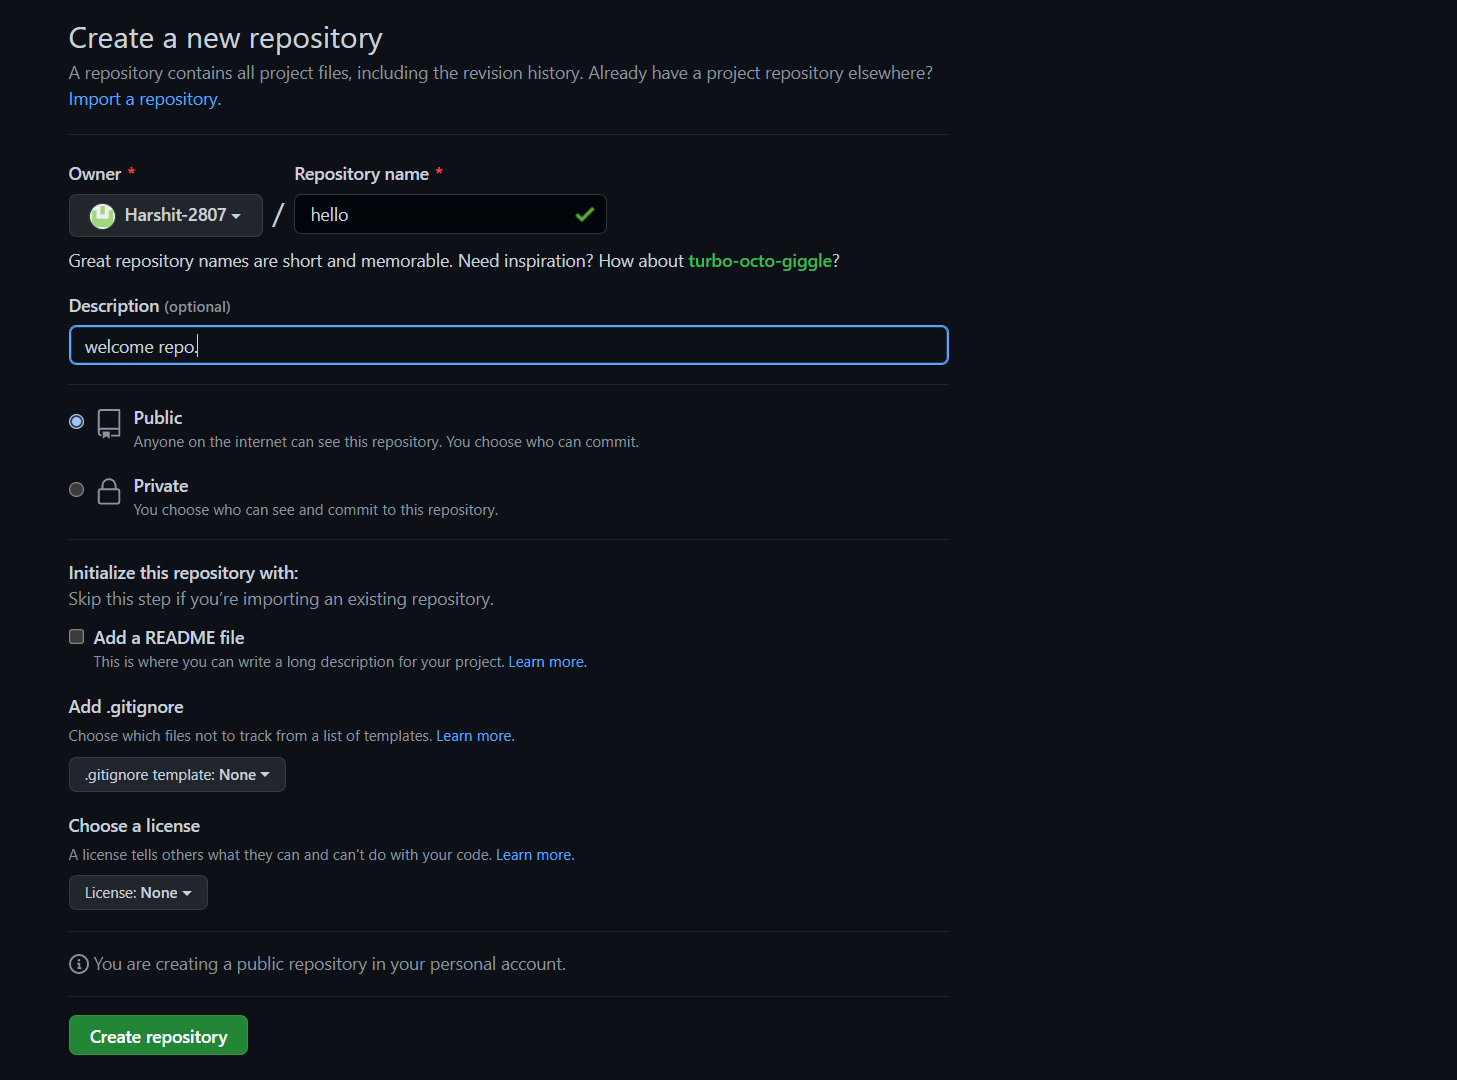 Create a new repository
A repository contains all project files, including the revision history. Already have a project repository elsewhere?
Import a repository.
Owner * Repository name *
Harshit-2807 / hello
Great repository names are short and memorable. Need inspiration? How about turbo-octo-giggle?
Description (optional)
welcome repo.
Public
Anyone on the internet can see this repository. You choose who can commit.
Private
You choose who can see and commit to this repository.
Initialize this repository with:
Skip this step if you’re importing an existing repository.
Add a README file
This is where you can write a long description for your project. Learn more.
Add .gitignore
Choose which files not to track from a list of templates. Learn more.
.gitignore template: None
Choose a license
A license tells others what they can and can't do with your code. Learn more.
License: None
You are creating a public repository in your personal account.
Create repository